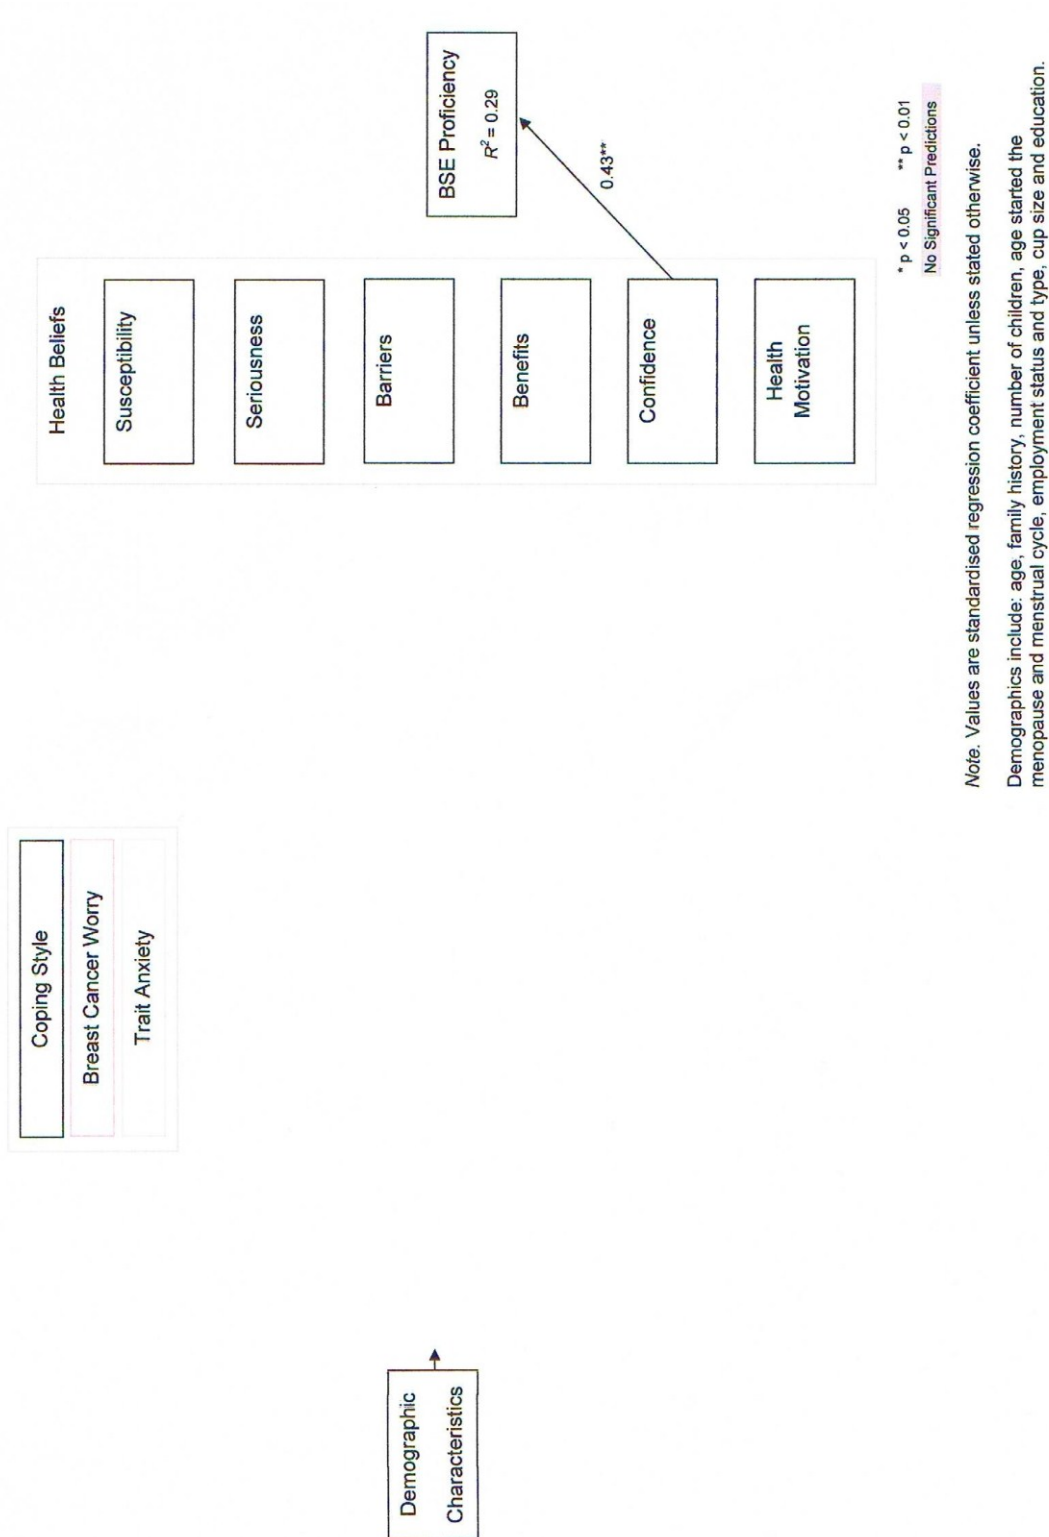 Demographic
Characteristics
Coping Style
Breast Cancer Worry
Trait Anxiety
Health Beliefs
Susceptibility
Seriousness
Barriers
Benefits
Confidence
Health
Motivation
BSE Proficiency
R² = 0.29
0.43**
* p < 0.05 ** p < 0.01
No Significant Predictions
Note. Values are standardised regression coefficient unless stated otherwise.
Demographics include: age, family history, number of children, age started the
menopause and menstrual cycle, employment status and type, cup size and education.